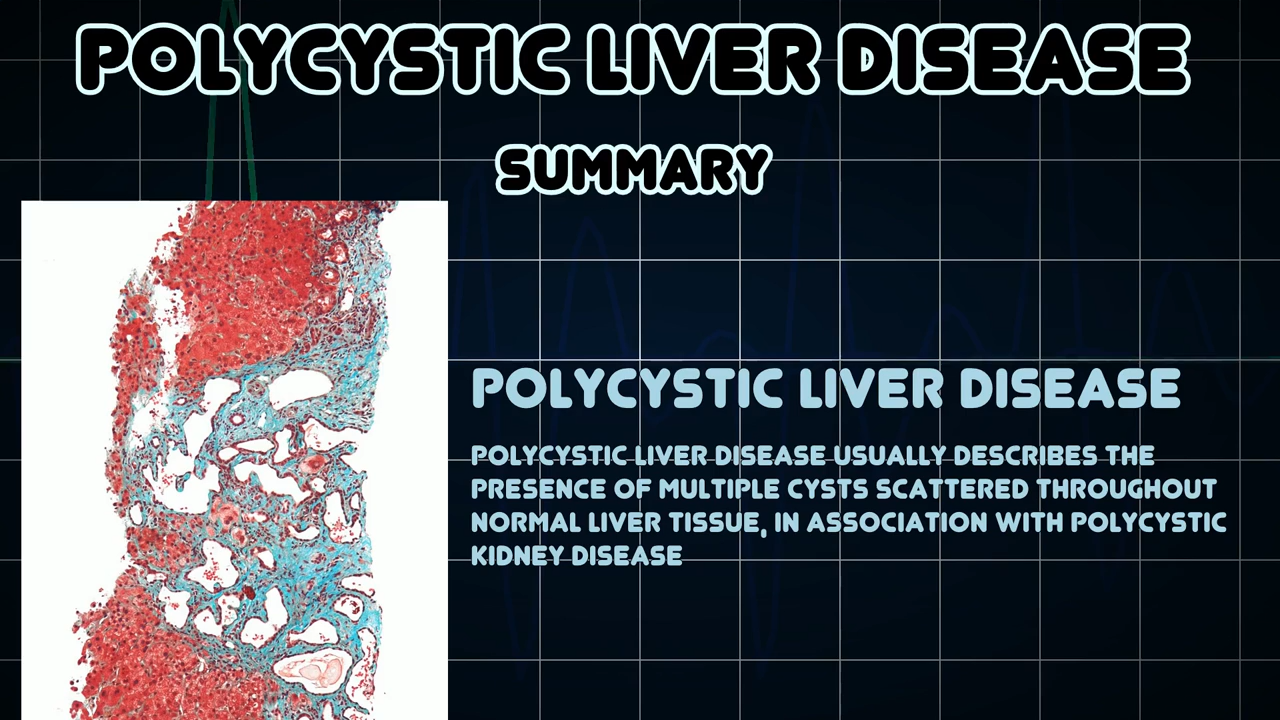 POLYCYSTIC LIVER DISEASE
SUMMARY
POLYCYSTIC LIVER DISEASE
POLYCYSTIC LIVER DISEASE USUALLY DESCRIBES THE
PRESENCE OF MULTIPLE CYSTS SCATTERED THROUGHOUT
NORMAL LIVER TISSUE, IN ASSOCIATION WITH POLYCYSTIC
KIDNEY DISEASE